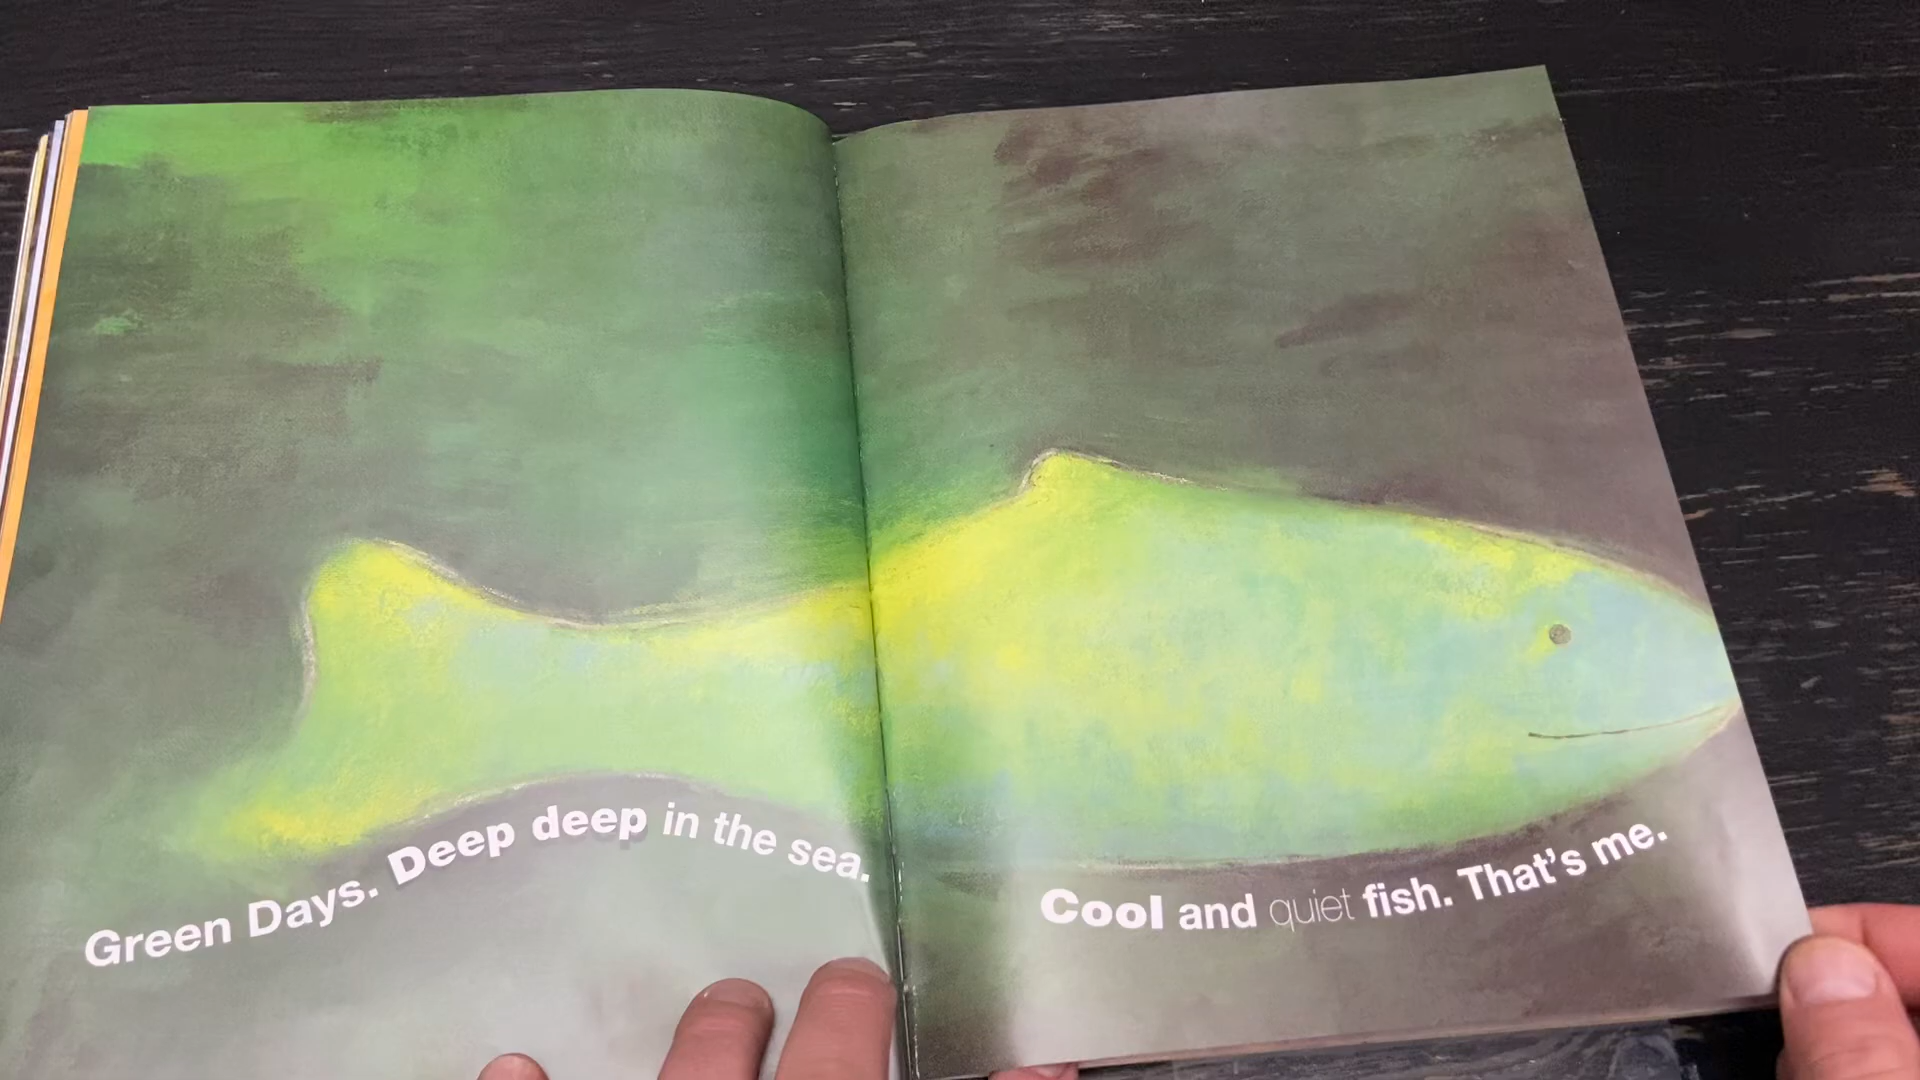 Green Days. Deep deep in the sea.
Cool and quiet fish. That's me.